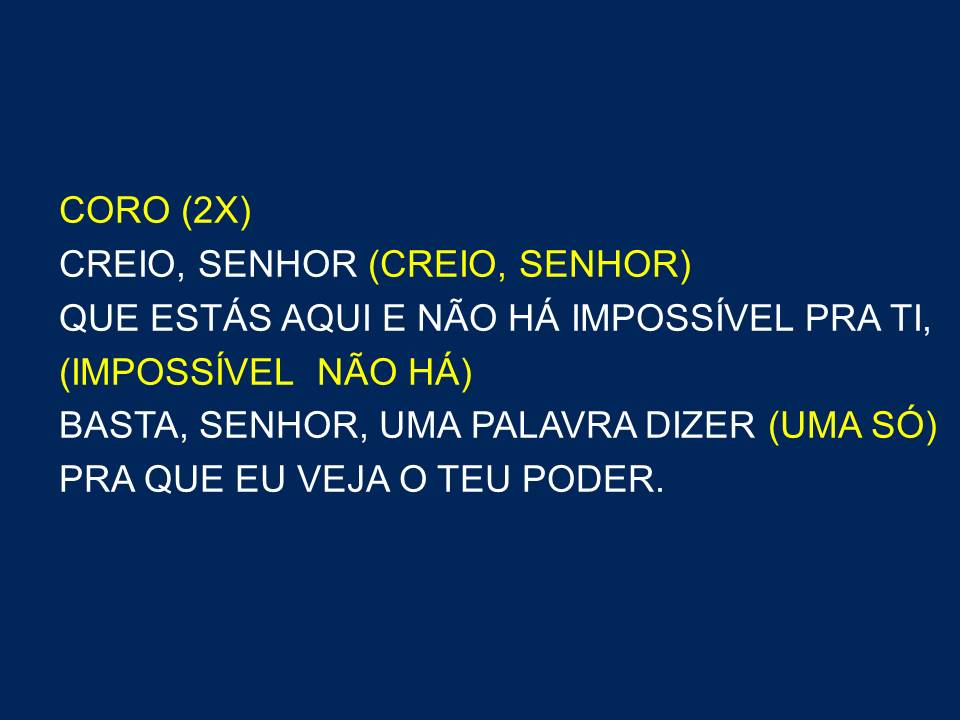 CORO (2X)
CREIO, SENHOR (CREIO, SENHOR)
QUE ESTÁS AQUI E NÃO HÁ IMPOSSÍVEL PRA TI,
(IMPOSSÍVEL  NÃO HÁ)
BASTA, SENHOR, UMA PALAVRA DIZER (UMA SÓ)
PRA QUE EU VEJA O TEU PODER.